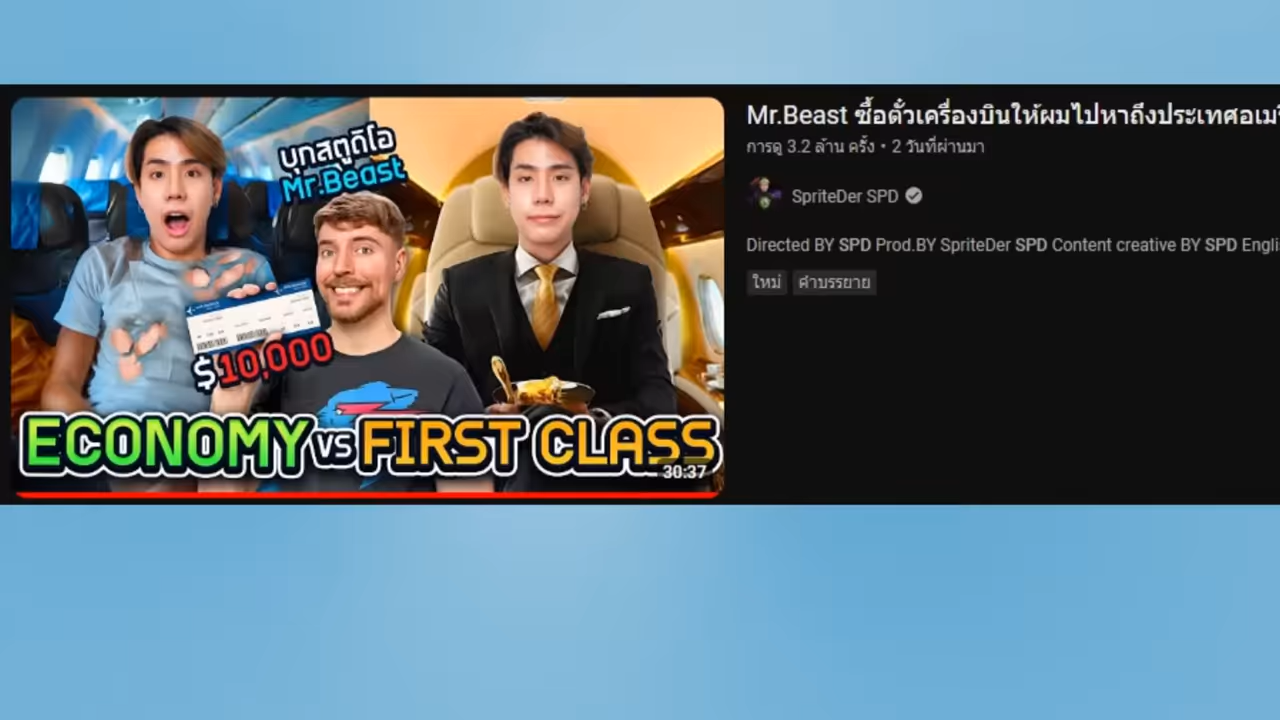 บุกสตูดิโอ
Mr.Beast
$10,000
ECONOMY VS FIRST CLASS
30:37
Mr.Beast ซื้อตั๋วเครื่องบินให้ผมไปหาถึงประเทศอเม
การดู 3.2 ล้าน ครั้ง • 2 วันที่ผ่านมา
SpriteDer SPD
Directed BY SPD Prod.BY SpriteDer SPD Content creative BY SPD Engli
ใหม่ คำบรรยาย